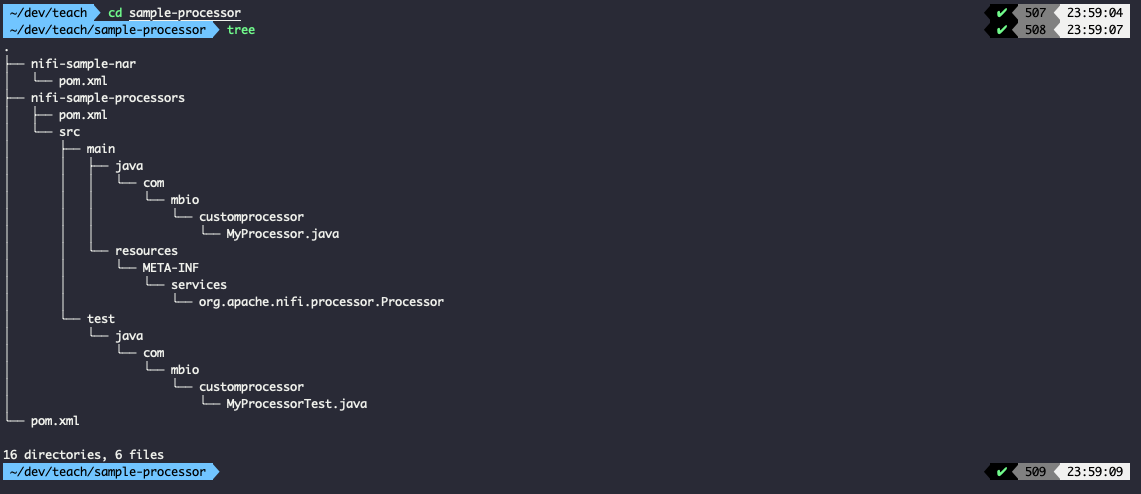 ~/dev/teach cd sample-processor ✔ 507 23:59:04
~/dev/teach/sample-processor tree ✔ 508 23:59:07
.
├── nifi-sample-nar
│   └── pom.xml
├── nifi-sample-processors
│   ├── pom.xml
│   └── src
│       ├── main
│       │   ├── java
│       │   │   └── com
│       │   │       └── mbio
│       │   │           └── customprocessor
│       │   │               └── MyProcessor.java
│       │   └── resources
│       │       └── META-INF
│       │           └── services
│       │               └── org.apache.nifi.processor.Processor
│       └── test
│           └── java
│               └── com
│                   └── mbio
│                       └── customprocessor
│                           └── MyProcessorTest.java
└── pom.xml
16 directories, 6 files
~/dev/teach/sample-processor ✔ 509 23:59:09